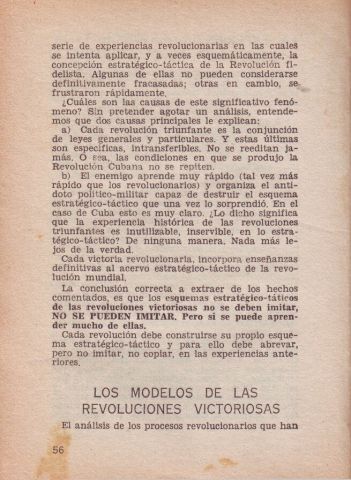 serie de experiencias revolucionarias en las cuales
se intenta aplicar, y a veces esquemáticamente, la
concepción estratégico-táctica de la Revolución fi-
delista. Algunas de ellas no pueden considerarse
definitivamente fracasadas; otras en cambio, se
frustraron rápidamente.
¿Cuáles son las causas de este significativo fenó-
meno? Sin pretender agotar un análisis, entende-
mos que dos causas principales le explican:
a) Cada revolución triunfante es la conjunción
de leyes generales y particulares. Y estas últimas
son específicas, intransferibles. No se reeditan ja-
más. O sea, las condiciones en que se produjo la
Revolución Cubana no se repiten.
b) El enemigo aprende muy rápido (tal vez más
rápido que los revolucionarios) y organiza el antí-
doto político-militar capaz de destruir el esquema
estratégico-táctico que una vez lo sorprendió. En el
caso de Cuba esto es muy claro. ¿Lo dicho significa
que la experiencia histórica de las revoluciones
triunfantes es inutilizable, inservible, en lo estra-
tégico-táctico? De ninguna manera. Nada más le-
jos de la verdad.
Cada victoria revolucionaria, incorpora enseñanzas
definitivas al acervo estratégico-táctico de la revo-
lución mundial.
La conclusión correcta a extraer de los hechos
comentados, es que los esquemas estratégico-táticos
de las revoluciones victoriosas no se deben imitar,
NO SE PUEDEN IMITAR. Pero si se puede apren-
der mucho de ellas.
Cada revolución debe construirse su propio esque-
ma estratégico-táctico y para ello debe abrevar,
pero no imitar, no copiar, en las experiencias ante-
riores.
LOS MODELOS DE LAS
REVOLUCIONES VICTORIOSAS
El análisis de los procesos revolucionarios que han
56